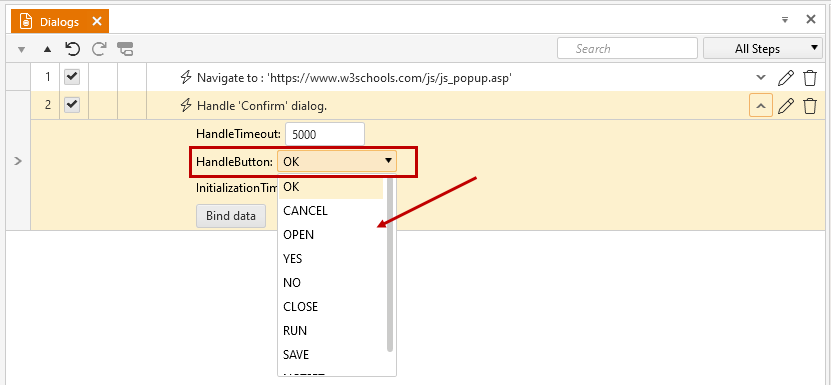 Dialogs
Search
All Steps
1 Navigate to : 'https://www.w3schools.com/js/js_popup.asp'
2 Handle 'Confirm' dialog.
HandleTimeout: 5000
HandleButton: OK
InitializationTim
OK
Bind data
CANCEL
OPEN
YES
NO
CLOSE
RUN
SAVE